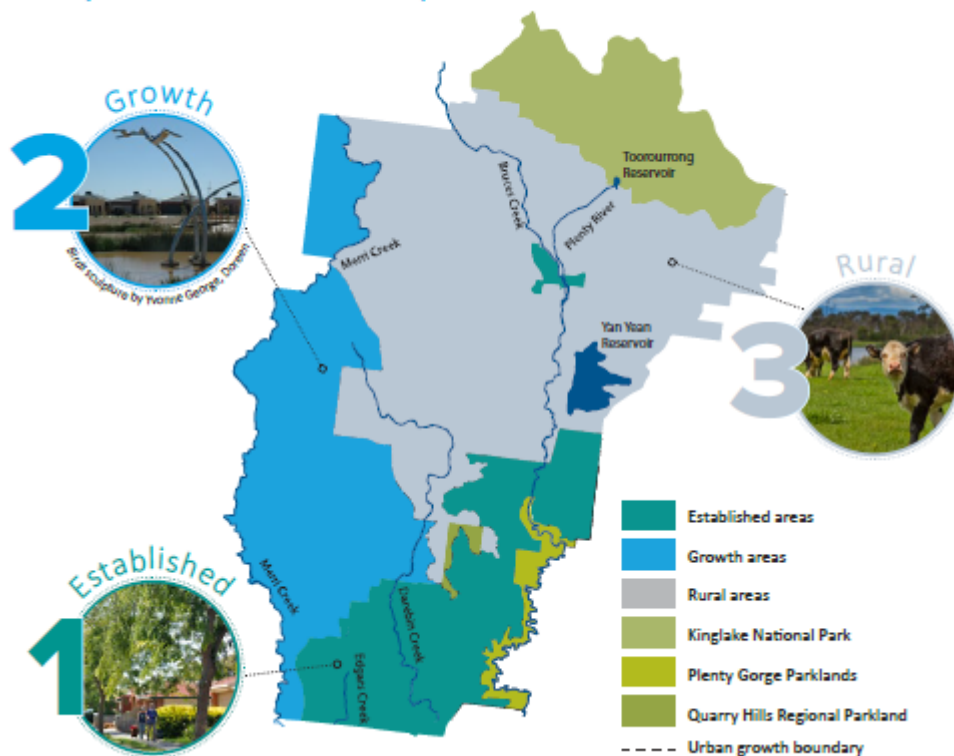 Growth
2
Birds sculpture by Yvonne George, Doreen
Toorourrong
Reservoir
Bruces Creek
Plenty River
Merri Creek
Rural
3
Yan Yean
Reservoir
Established
1
Merri Creek
Darebin Creek
Edgars Creek
Established areas
Growth areas
Rural areas
Kinglake National Park
Plenty Gorge Parklands
Quarry Hills Regional Parkland
Urban growth boundary